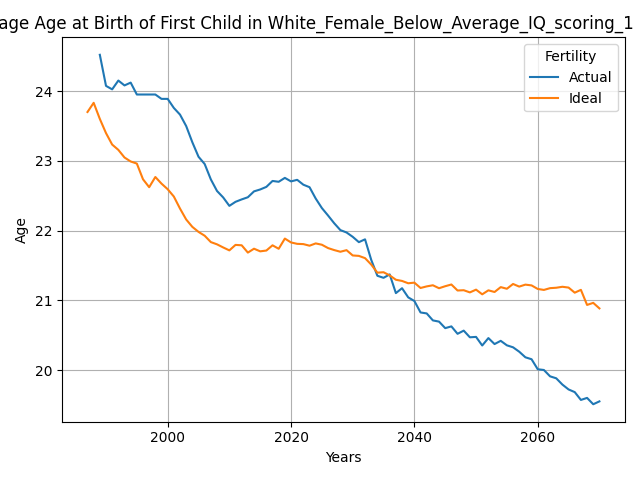 age Age at Birth of First Child in White_Female_Below_Average_IQ_scoring_1
Fertility
Actual
Ideal
24
23
22
21
20
Age
2000
2020
2040
2060
Years